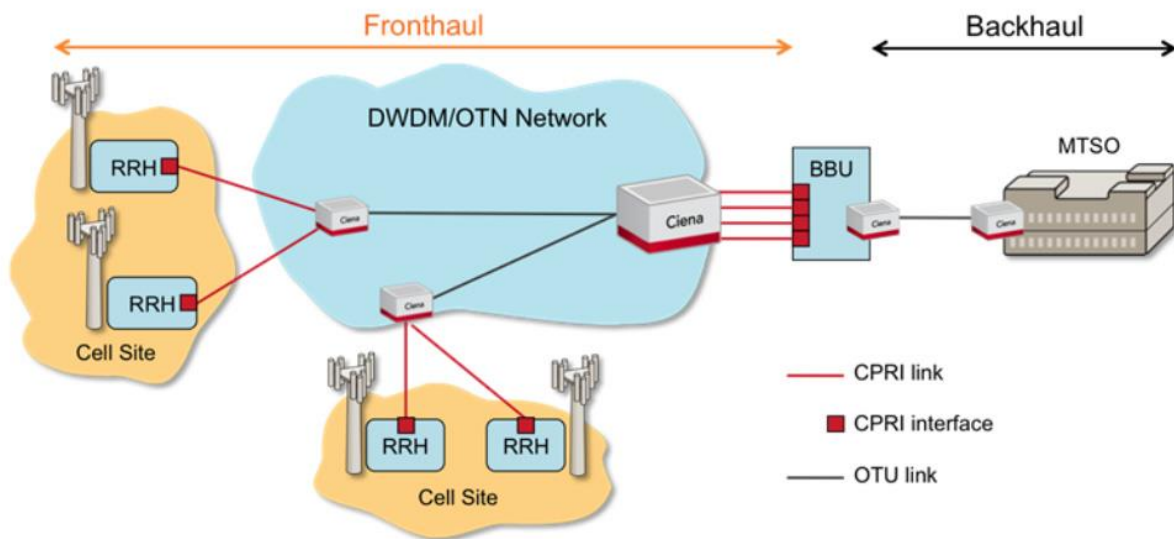 Fronthaul
Backhaul
DWDM/OTN Network
MTSO
BBU
RRH
Ciena
Ciena
Ciena
Ciena
RRH
Cell Site
Ciena
RRH
RRH
Cell Site
CPRI link
CPRI interface
OTU link